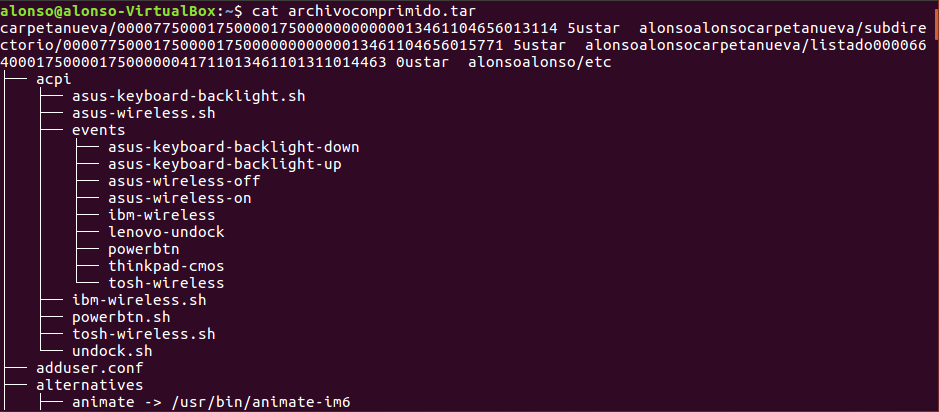 alonso@alonso-VirtualBox:~$ cat archivocomprimido.tar
carpetanueva/0000775000175000017500000000000013461104656013114 5ustar  alonsoalonsocarpetanueva/subdire
ctorio/0000775000175000017500000000000013461104656015771 5ustar  alonsoalonsocarpetanueva/listado000066
4000175000017500000041711013461101311014463 0ustar  alonsoalonso/etc
├── acpi
│   ├── asus-keyboard-backlight.sh
│   ├── asus-wireless.sh
│   ├── events
│   │   ├── asus-keyboard-backlight-down
│   │   ├── asus-keyboard-backlight-up
│   │   ├── asus-wireless-off
│   │   ├── asus-wireless-on
│   │   ├── ibm-wireless
│   │   ├── lenovo-undock
│   │   ├── powerbtn
│   │   ├── thinkpad-cmos
│   │   └── tosh-wireless
│   ├── ibm-wireless.sh
│   ├── powerbtn.sh
│   ├── tosh-wireless.sh
│   └── undock.sh
├── adduser.conf
├── alternatives
│   ├── animate -> /usr/bin/animate-im6